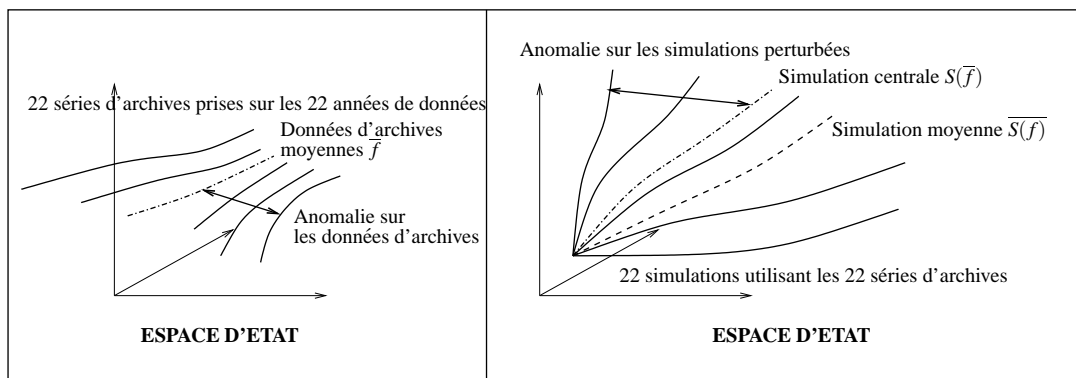 22 séries d'archives prises sur les 22 années de données
Données d'archives
moyennes f̅
Anomalie sur
les données d'archives
ESPACE D'ETAT
Anomalie sur les simulations perturbées
Simulation centrale S(f̅)
Simulation moyenne S̅(̅f̅)̅
22 simulations utilisant les 22 séries d'archives
ESPACE D'ETAT